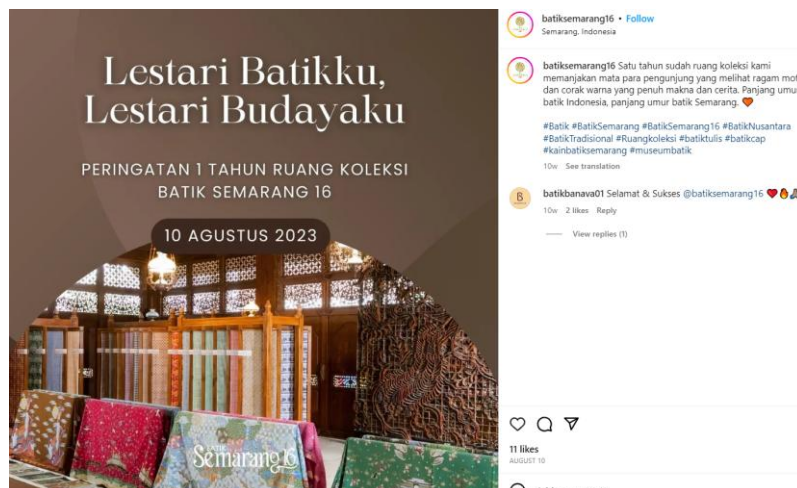 Lestari Batikku,
Lestari Budayaku
PERINGATAN 1 TAHUN RUANG KOLEKSI
BATIK SEMARANG 16
10 AGUSTUS 2023
BATIK
Semarang 16
batiksemarang16 • Follow
Semarang, Indonesia
batiksemarang16 Satu tahun sudah ruang koleksi kami
memanjakan mata para pengunjung yang melihat ragam mot
dan corak warna yang penuh makna dan cerita. Panjang umu
batik Indonesia, panjang umur batik Semarang. 🧡
#Batik #BatikSemarang #BatikSemarang16 #BatikNusantara
#BatikTradisional #Ruangkoleksi #batiktulis #batikcap
#kainbatiksemarang #museumbatik
10w See translation
batikbanava01 Selamat & Sukses @batiksemarang16 ❤️🔥
10w 2 likes Reply
View replies (1)
11 likes
AUGUST 10